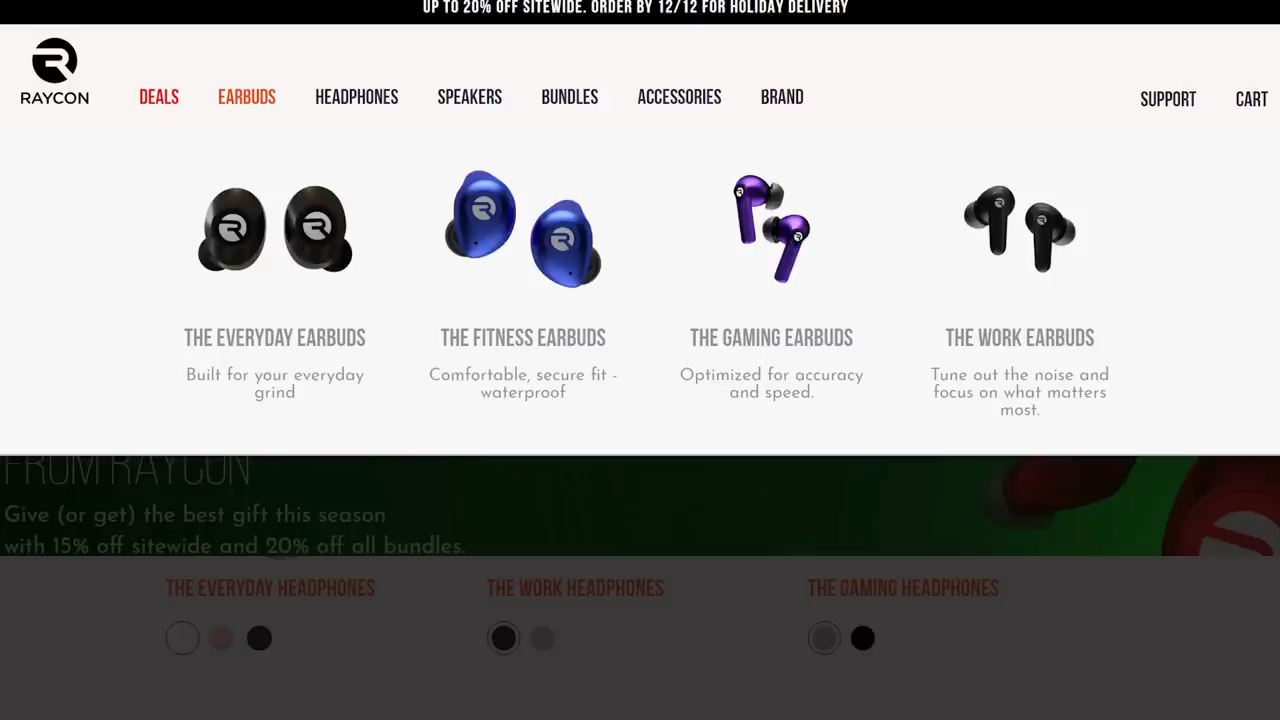 UP TO 20% OFF SITEWIDE. ORDER BY 12/12 FOR HOLIDAY DELIVERY
RAYCON
DEALS
EARBUDS
HEADPHONES
SPEAKERS
BUNDLES
ACCESSORIES
BRAND
SUPPORT
CART
THE EVERYDAY EARBUDS
Built for your everyday
grind
THE FITNESS EARBUDS
Comfortable, secure fit -
waterproof
THE GAMING EARBUDS
Optimized for accuracy
and speed.
THE WORK EARBUDS
Tune out the noise and
focus on what matters
most.
FROM RAYCON
Give (or get) the best gift this season
with 15% off sitewide and 20% off all bundles.
THE EVERYDAY HEADPHONES
THE WORK HEADPHONES
THE GAMING HEADPHONES